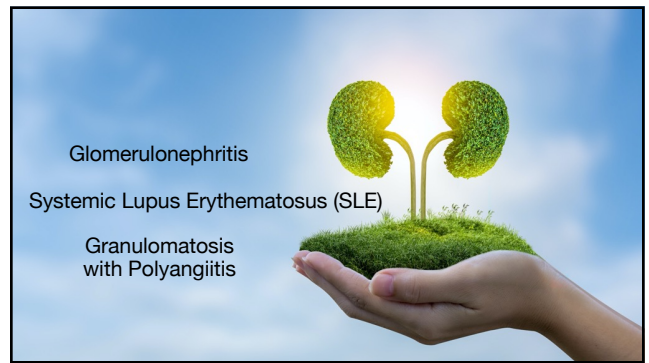 Glomerulonephritis
Systemic Lupus Erythematosus (SLE)
Granulomatosis
with Polyangiitis